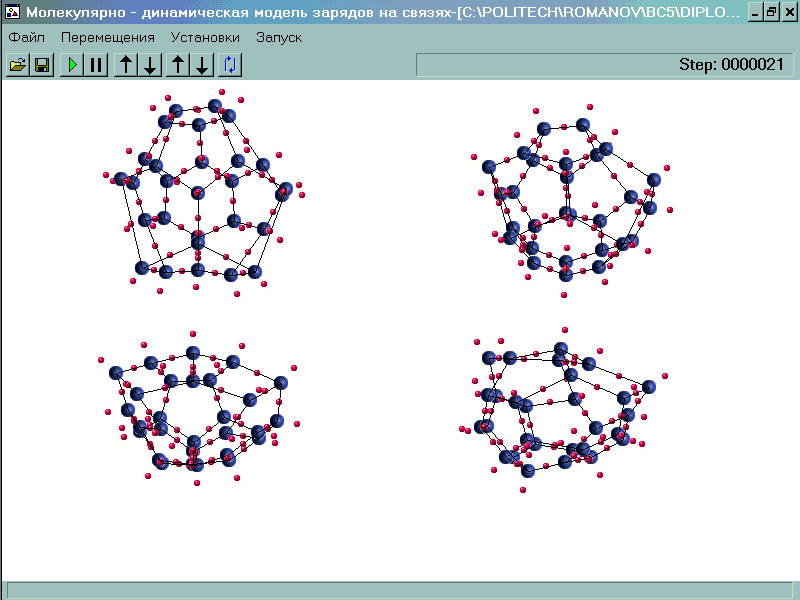 Молекулярно - динамическая модель зарядов на связях-[C:\POLITECH\ROMANOV\BC5\DIPLO...
Файл Перемещения Установки Запуск
Step: 0000021